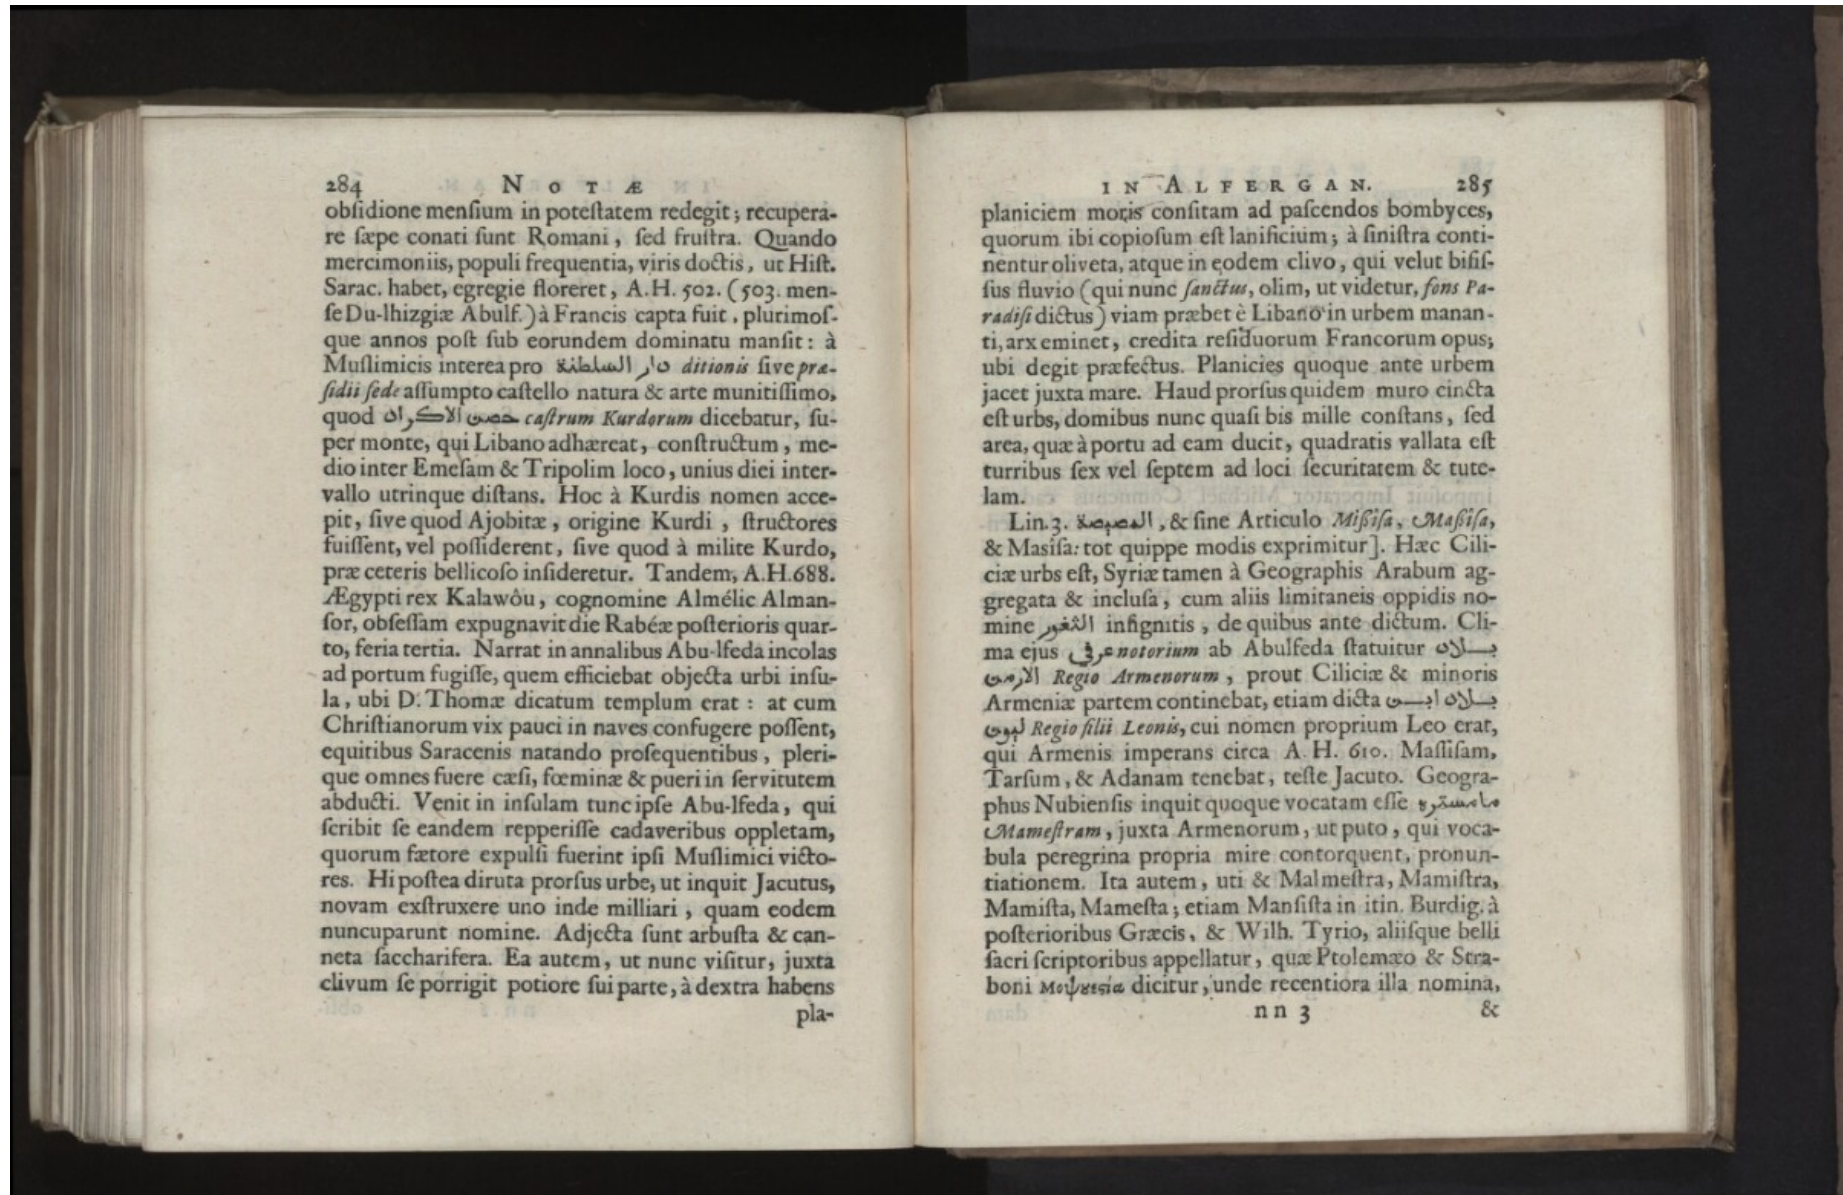 284 NOTÆ
obſidione menſium in poteſtatem redegit; recupera-
re ſæpe conati ſunt Romani, ſed fruſtra. Quando
mercimoniis, populi frequentia, viris doctis, ut Hiſt.
Sarac. habet, egregie floreret, A.H. 502. (503. men-
ſe Du-lhizgiæ Abulf.) à Francis capta fuit, plurimoſ-
que annos poſt ſub eorundem dominatu manſit: à
Muſlimicis interea pro دار السلطنة ditionis ſive præ-
ſidii ſede aſſumpto caſtello natura & arte munitiſſimo,
quod حصن الاكراد caſtrum Kurdorum dicebatur, ſu-
per monte, qui Libano adhæreat, conſtructum, me-
dio inter Emeſam & Tripolim loco, unius diei inter-
vallo utrinque diſtans. Hoc à Kurdis nomen acce-
pit, ſive quod Ajobitæ, origine Kurdi, ſtructores
fuiſſent, vel poſſiderent, ſive quod à milite Kurdo,
præ ceteris bellicoſo inſideretur. Tandem, A.H. 688.
Ægypti rex Kalawôu, cognomine Almélic Alman-
ſor, obſeſſam expugnavit die Rabéæ poſterioris quar-
to, feria tertia. Narrat in annalibus Abu-lfeda incolas
ad portum fugiſſe, quem efficiebat objecta urbi inſu-
la, ubi D. Thomæ dicatum templum erat: at cum
Chriſtianorum vix pauci in naves confugere poſſent,
equitibus Saracenis natando proſequentibus, pleri-
que omnes fuere cæſi, fœminæ & pueri in ſervitutem
abducti. Venit in inſulam tunc ipſe Abu-lfeda, qui
ſcribit ſe eandem repperiſſe cadaveribus oppletam,
quorum fætore expulſi fuerint ipſi Muſlimici victo-
res. Hi poſtea diruta prorſus urbe, ut inquit Jacutus,
novam exſtruxere uno inde milliari, quam eodem
nuncuparunt nomine. Adjecta ſunt arbuſta & can-
neta ſaccharifera. Ea autem, ut nunc viſitur, juxta
clivum ſe porrigit potiore ſui parte, à dextra habens
pla-
IN ALFERGAN. 285
planiciem moris conſitam ad paſcendos bombyces,
quorum ibi copioſum eſt lanificium; à ſiniſtra conti-
nentur oliveta, atque in eodem clivo, qui velut biſiſ-
ſus fluvio (qui nunc ſanctus, olim, ut videtur, fons Pa-
radiſi dictus) viam præbet è Libano in urbem manan-
ti, arx eminet, credita reſiduorum Francorum opus;
ubi degit præfectus. Planicies quoque ante urbem
jacet juxta mare. Haud prorſus quidem muro cincta
eſt urbs, domibus nunc quaſi bis mille conſtans, ſed
area, quæ à portu ad eam ducit, quadratis vallata eſt
turribus ſex vel ſeptem ad loci ſecuritatem & tute-
lam.
Lin. 3. المصيصة, & ſine Articulo Miſſiſa, Maſſiſa,
& Masiſa: tot quippe modis exprimitur]. Hæc Cili-
ciæ urbs eſt, Syriæ tamen à Geographis Arabum ag-
gregata & incluſa, cum aliis limitaneis oppidis no-
mine الثغور inſignitis, de quibus ante dictum. Cli-
ma ejus عرفي notorium ab Abulfeda ſtatuitur بلاد
الارمن Regio Armenorum, prout Ciliciæ & minoris
Armeniæ partem continebat, etiam dicta بلاد ابن
ليون Regio filii Leonis, cui nomen proprium Leo erat,
qui Armenis imperans circa A. H. 610. Maſſiſam,
Tarſum, & Adanam tenebat, teſte Jacuto. Geogra-
phus Nubienſis inquit quoque vocatam eſſe مامستره
Mameſtram, juxta Armenorum, ut puto, qui voca-
bula peregrina propria mire contorquent, pronun-
tiationem. Ita autem, uti & Malmeſtra, Mamiſtra,
Mamiſta, Mameſta; etiam Manſiſta in itin. Burdig. à
poſterioribus Græcis, & Wilh. Tyrio, aliiſque belli
ſacri ſcriptoribus appellatur, quæ Ptolemæo & Stra-
boni Μοψουεσία dicitur, unde recentiora illa nomina,
nn 3 &